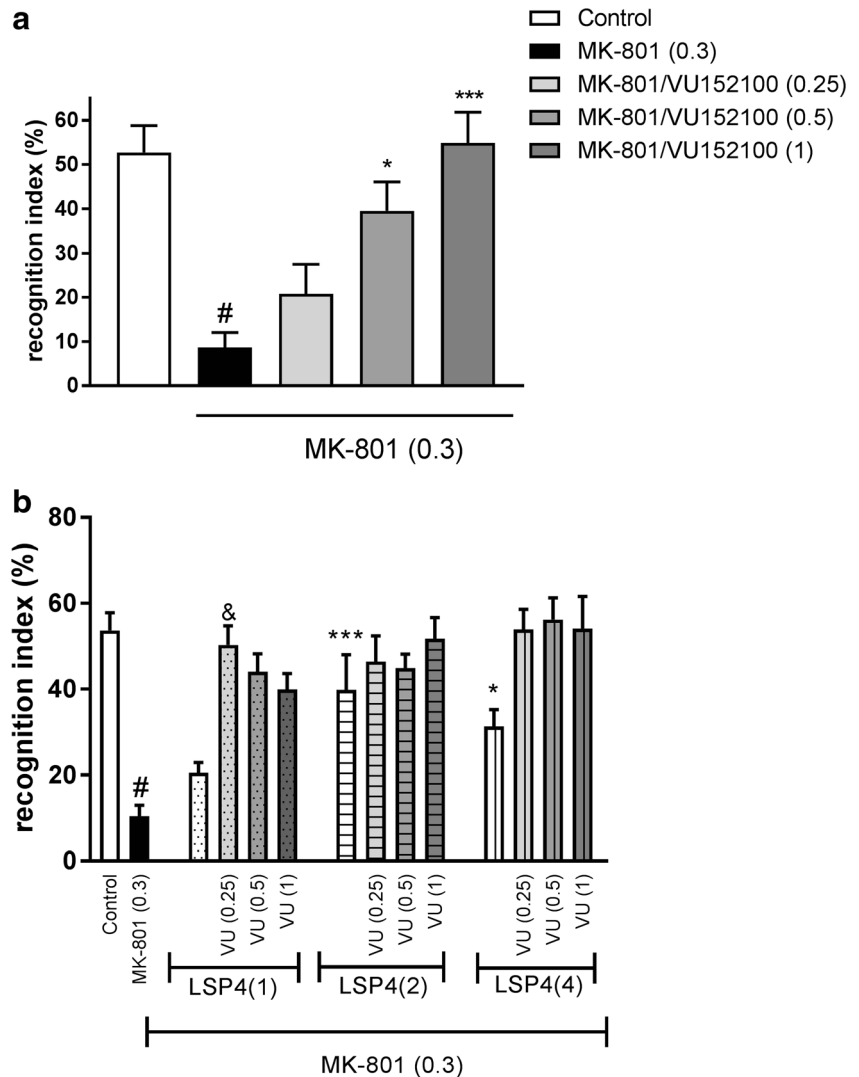 a
Control
MK-801 (0.3)
MK-801/VU152100 (0.25)
MK-801/VU152100 (0.5)
MK-801/VU152100 (1)
recognition index (%)
60
50
40
30
20
10
0
#
*
***
MK-801 (0.3)
b
recognition index (%)
80
60
40
20
0
#
&
***
*
Control
MK-801 (0.3)
VU (0.25)
VU (0.5)
VU (1)
VU (0.25)
VU (0.5)
VU (1)
VU (0.25)
VU (0.5)
VU (1)
LSP4(1)
LSP4(2)
LSP4(4)
MK-801 (0.3)